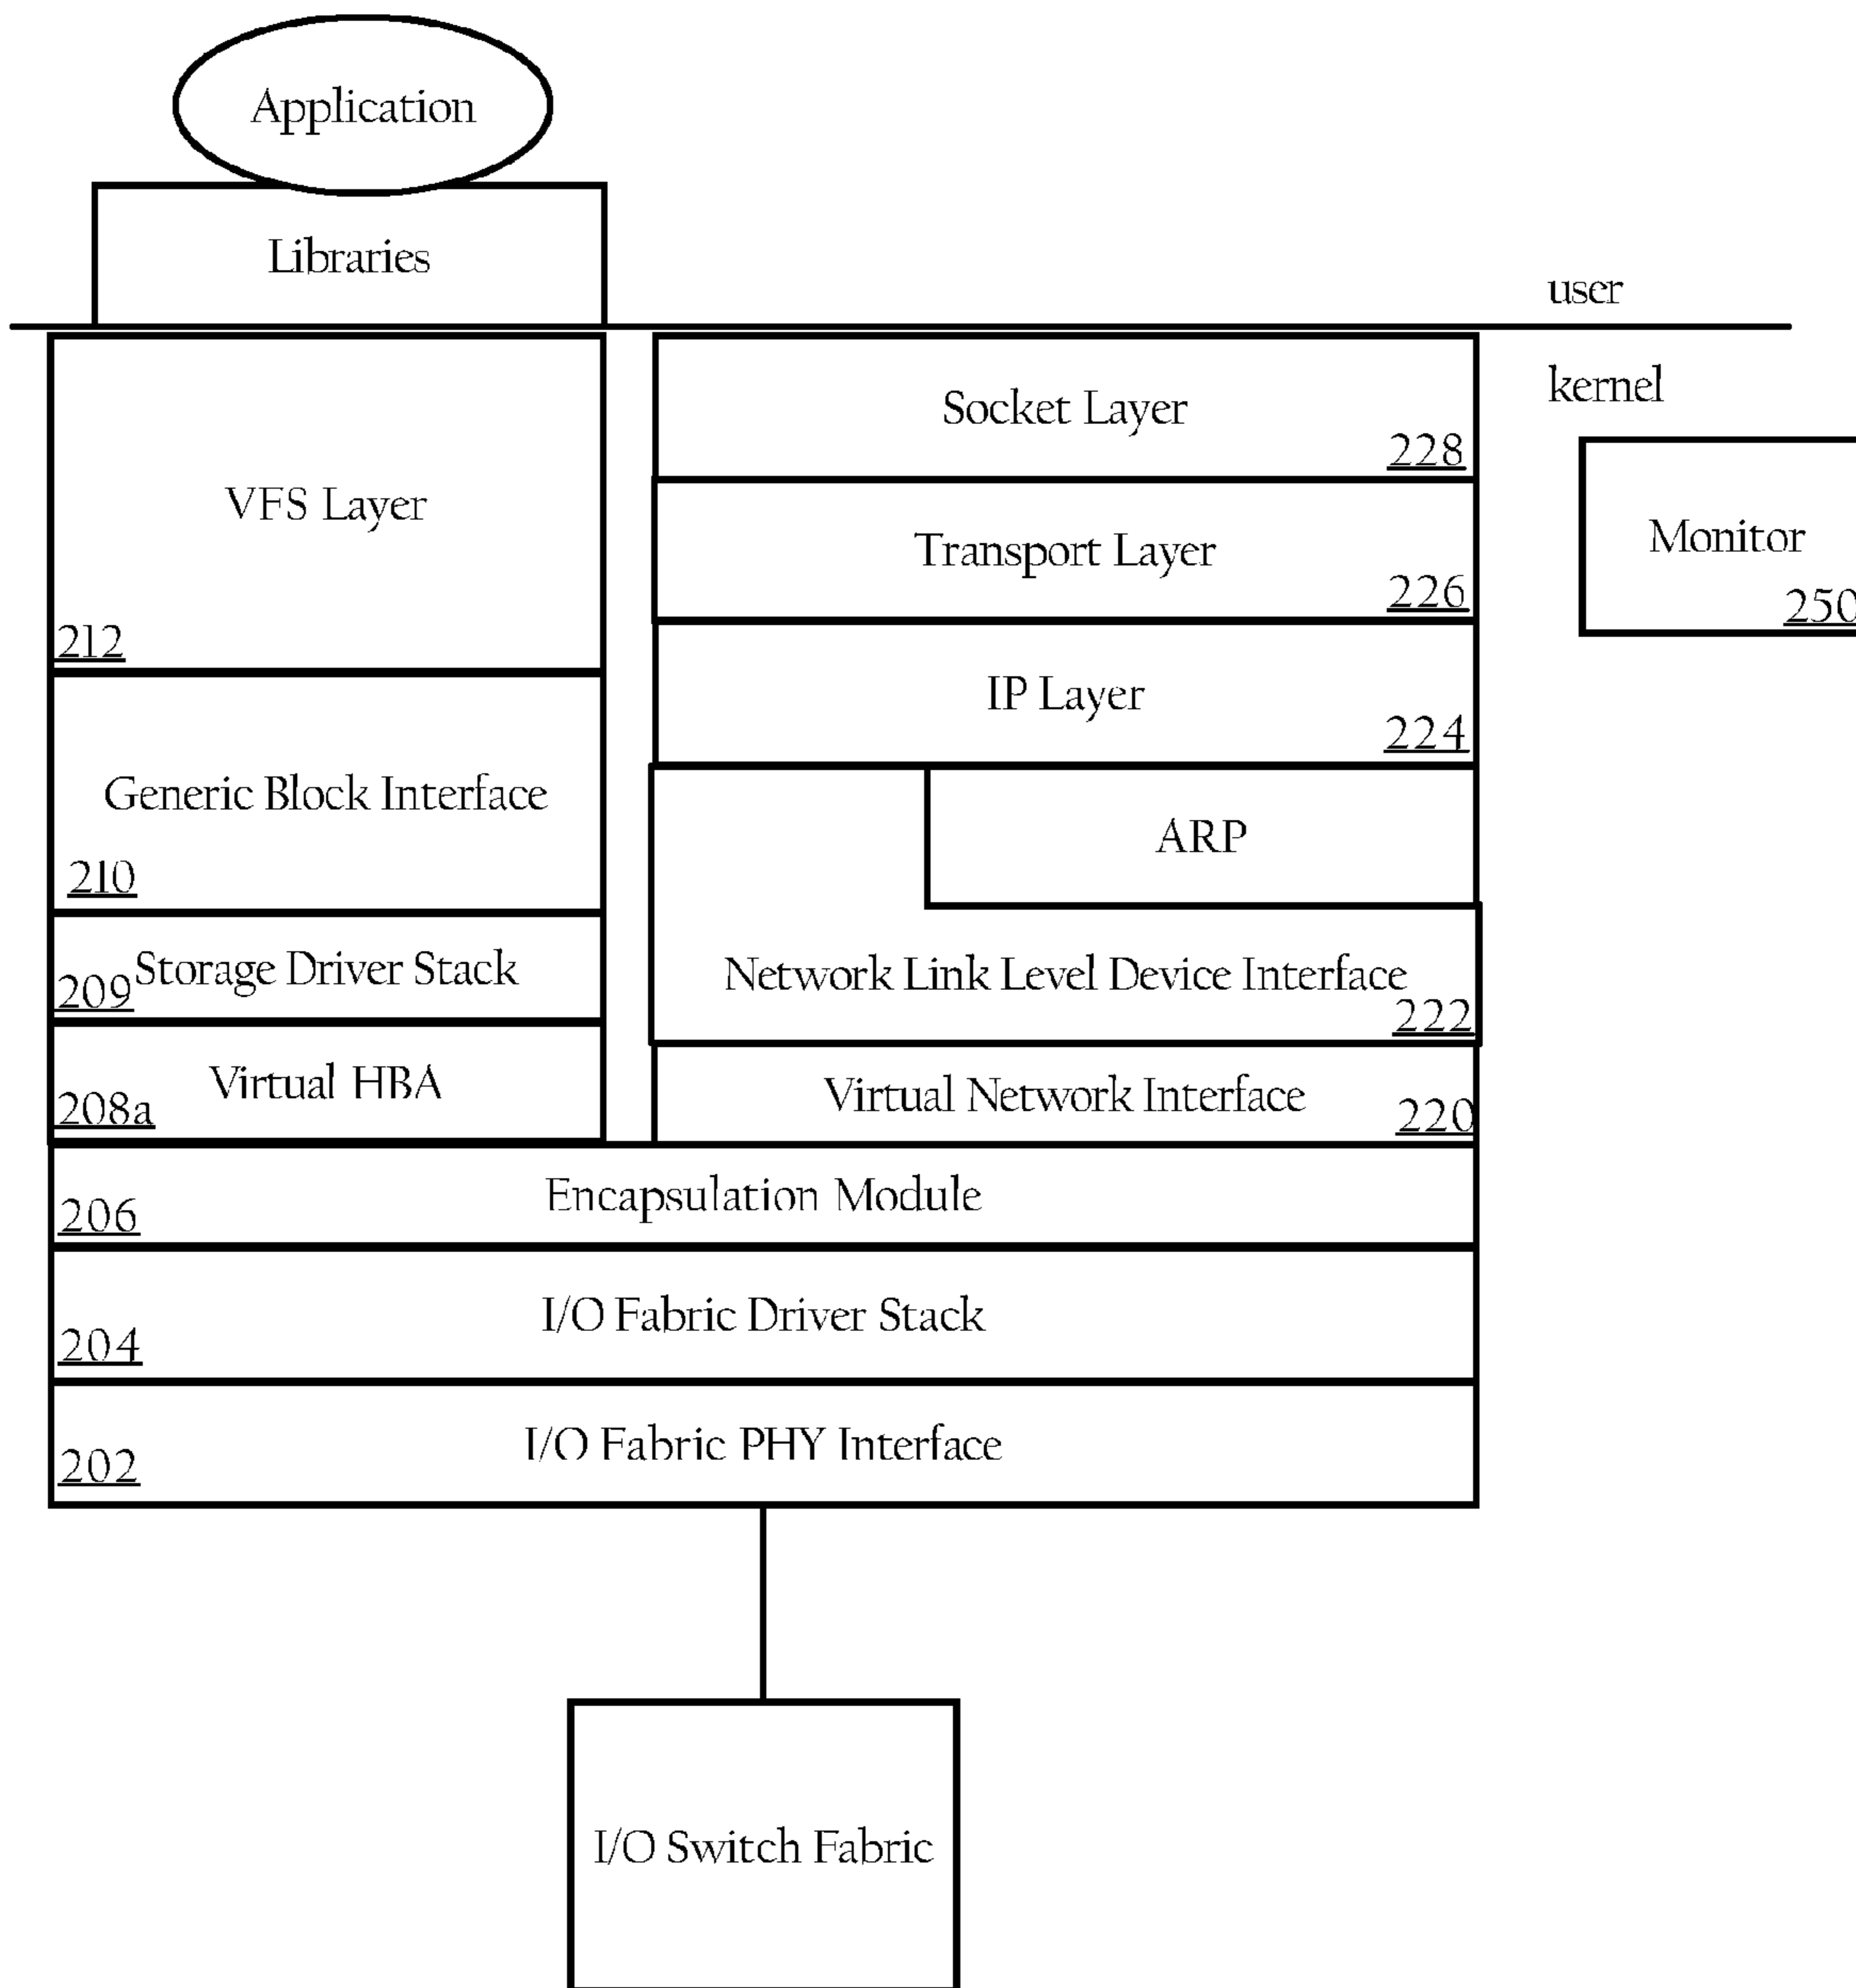 Application
Libraries
user
kernel
VFS Layer
212
Generic Block Interface
210
Storage Driver Stack
209
Virtual HBA
208a
Socket Layer
228
Transport Layer
226
IP Layer
224
ARP
Network Link Level Device Interface
222
Virtual Network Interface
220
Monitor
250
Encapsulation Module
206
I/O Fabric Driver Stack
204
I/O Fabric PHY Interface
202
I/O Switch Fabric